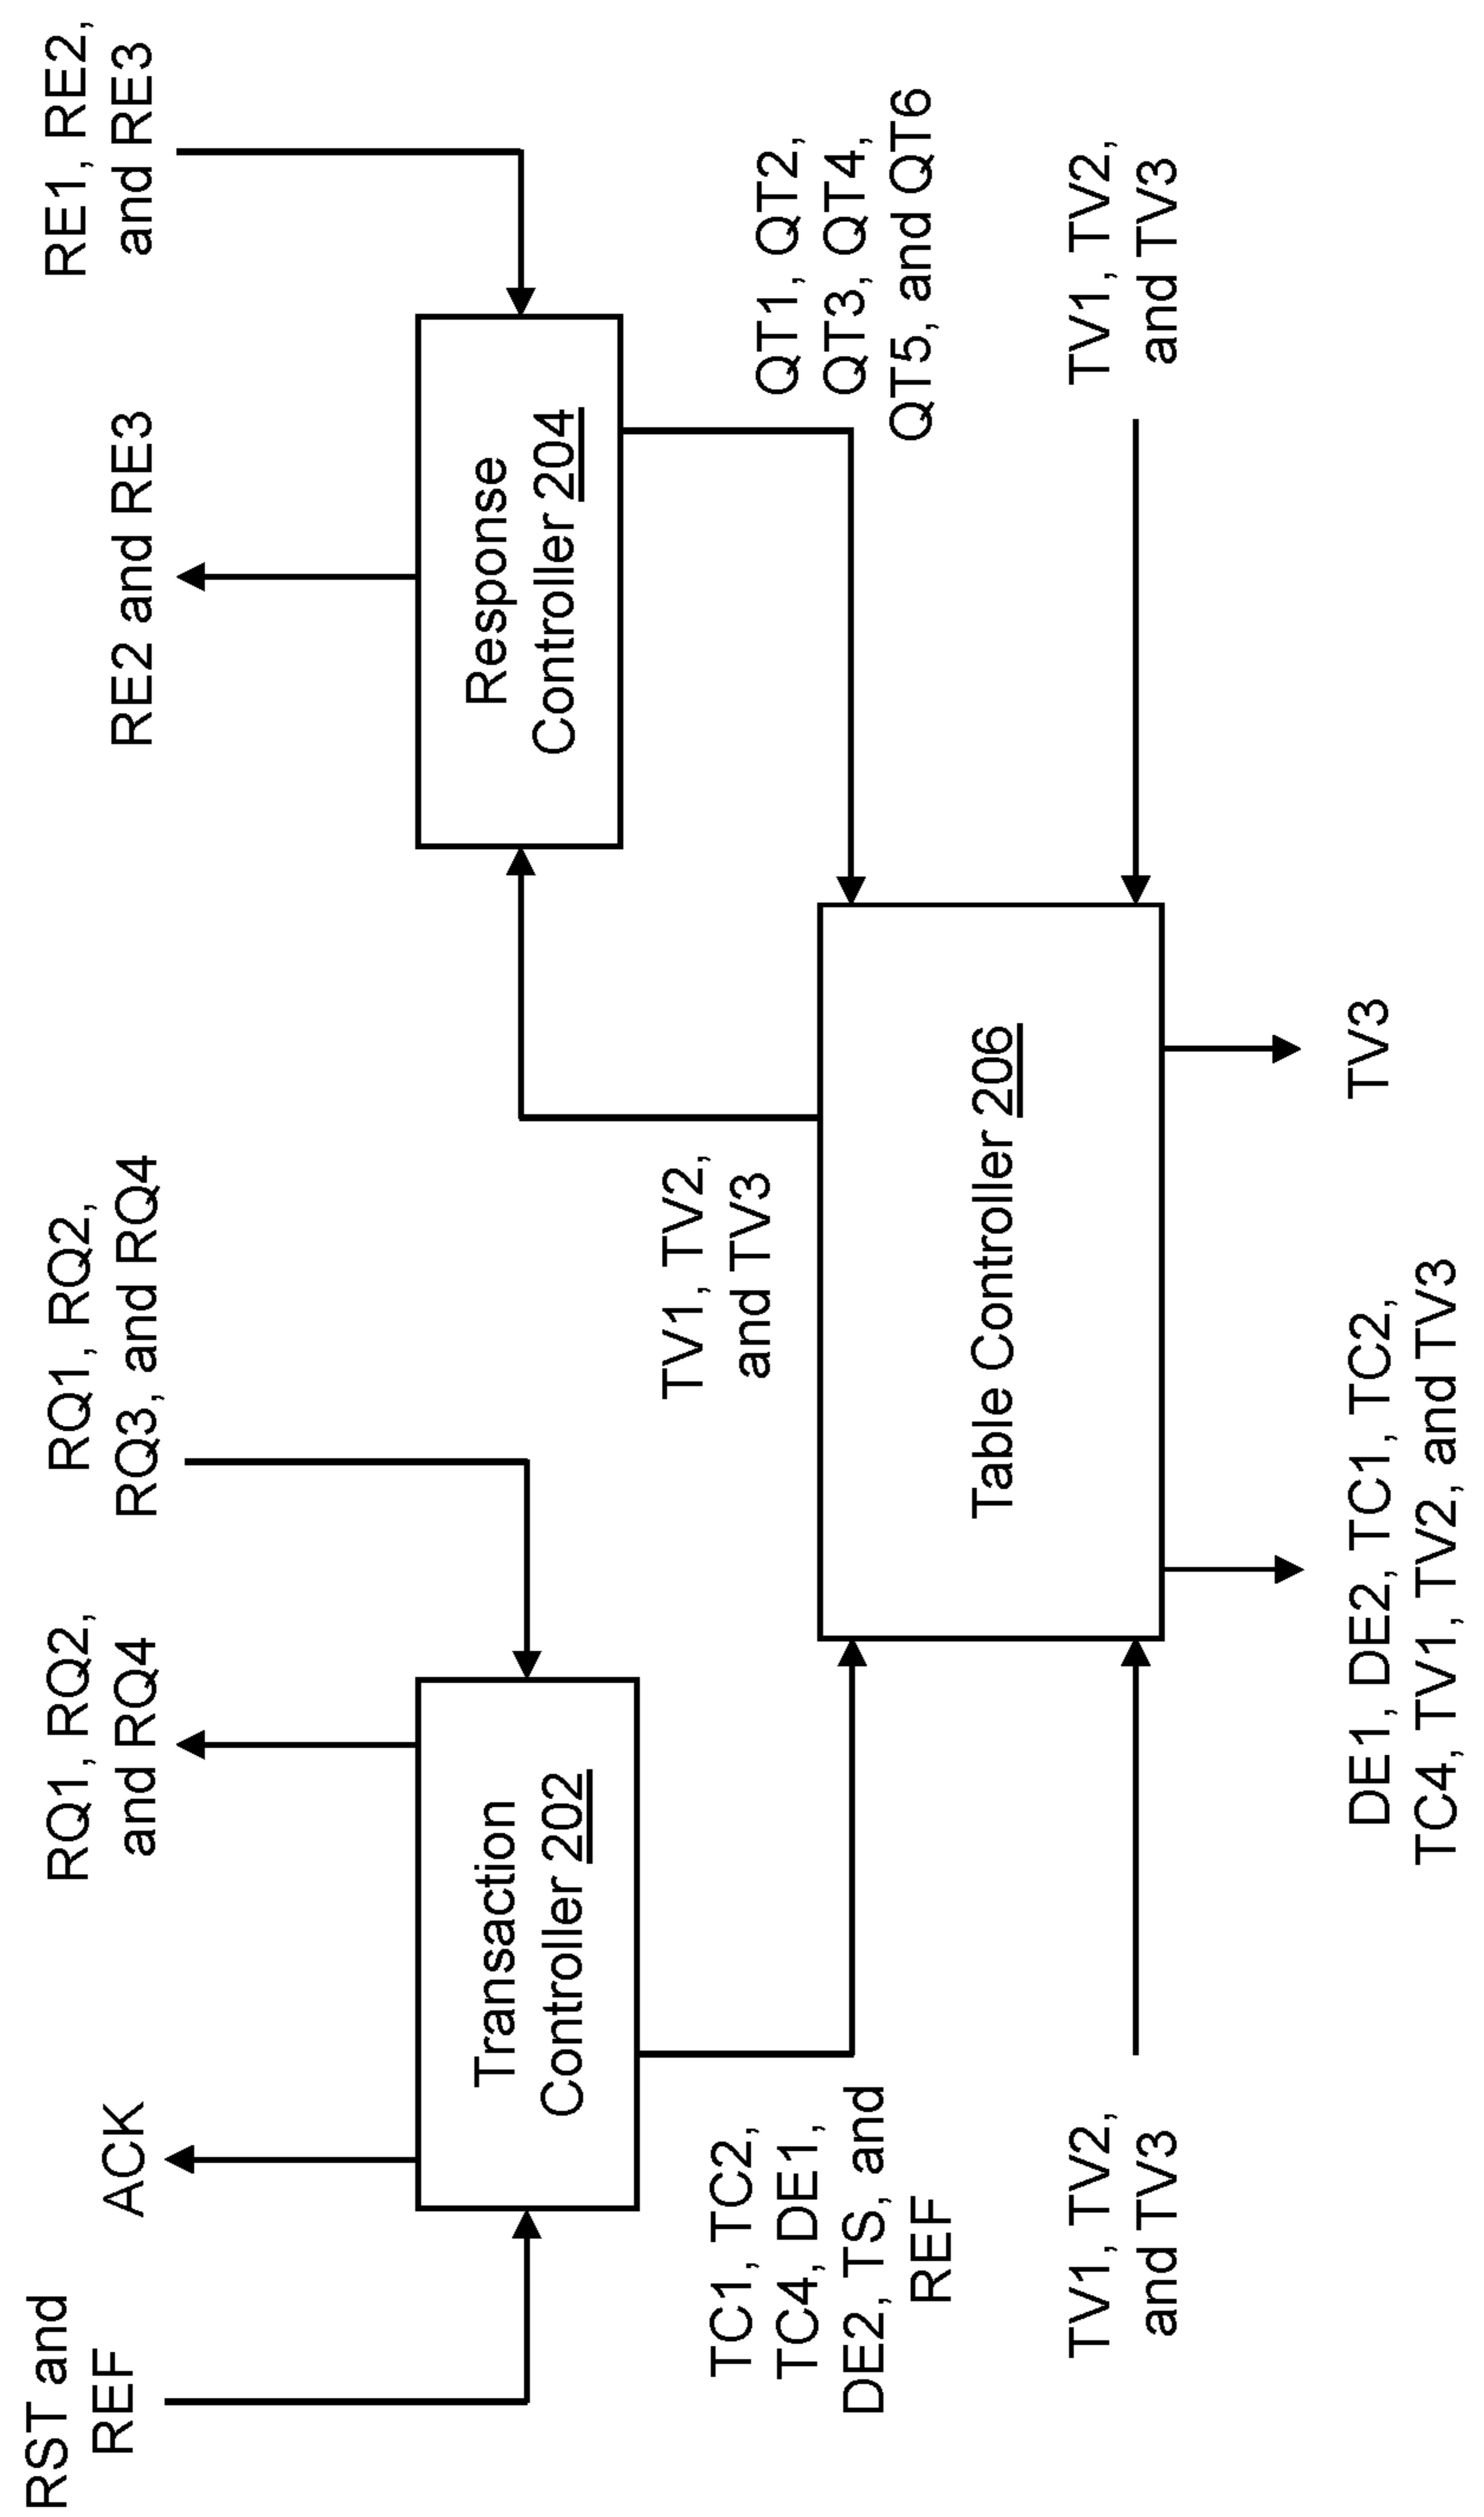 RST and
REF
ACK
RQ1, RQ2,
and RQ4
RQ1, RQ2,
RQ3, and RQ4
RE2 and RE3
RE1, RE2,
and RE3
Transaction
Controller 202
Response
Controller 204
TC1, TC2,
TC4, DE1,
DE2, TS, and
REF
TV1, TV2,
and TV3
QT1, QT2,
QT3, QT4,
QT5, and QT6
Table Controller 206
TV1, TV2,
and TV3
TV1, TV2,
and TV3
DE1, DE2, TC1, TC2,
TC4, TV1, TV2, and TV3
TV3